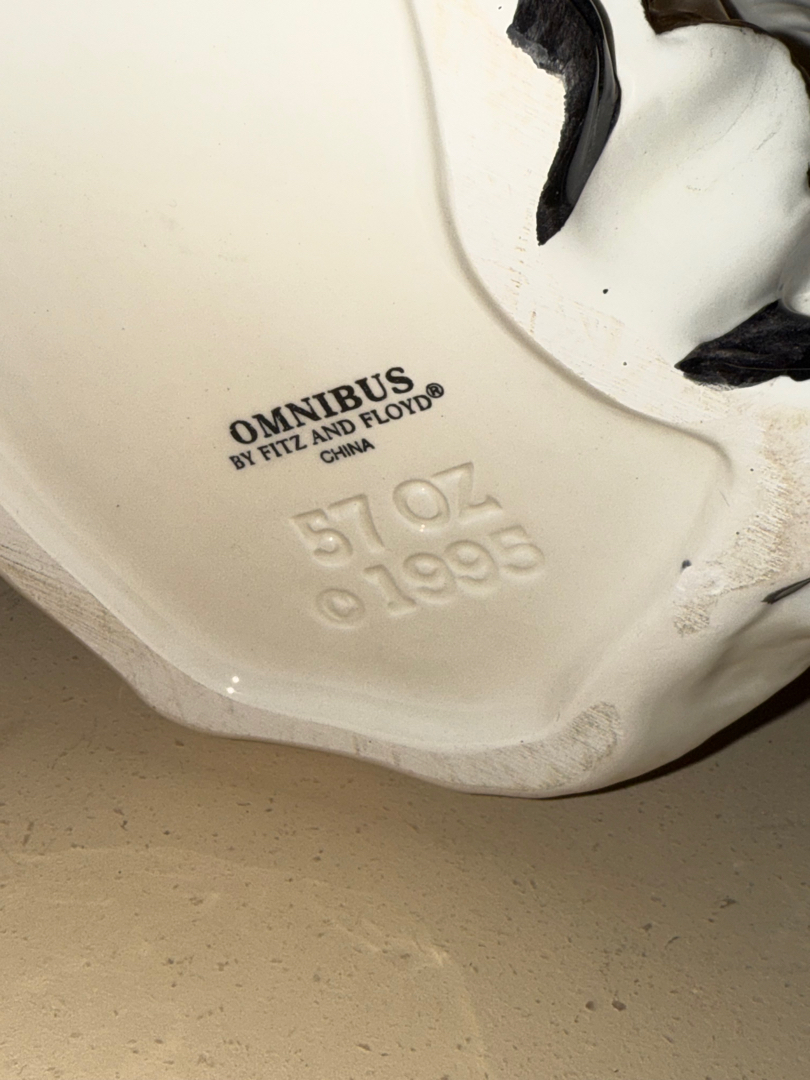 OMNIBUS
BY FITZ AND FLOYD®
CHINA
57 OZ
© 1995